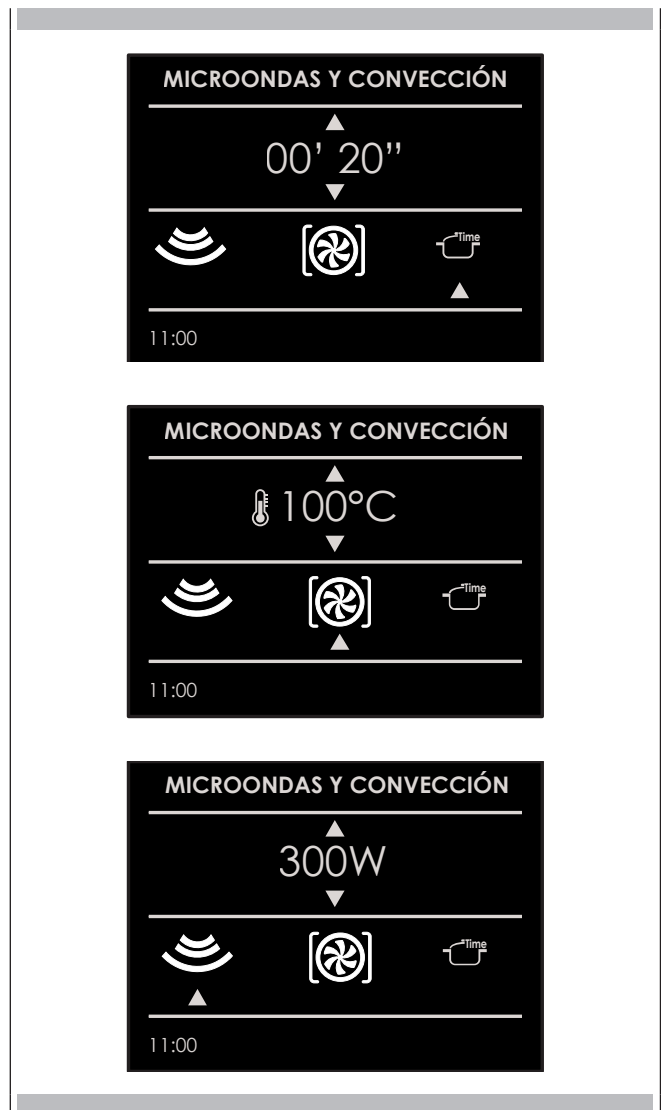 MICROONDAS Y CONVECCIÓN
00’ 20’’
Time
11:00
MICROONDAS Y CONVECCIÓN
100°C
Time
11:00
MICROONDAS Y CONVECCIÓN
300W
Time
11:00